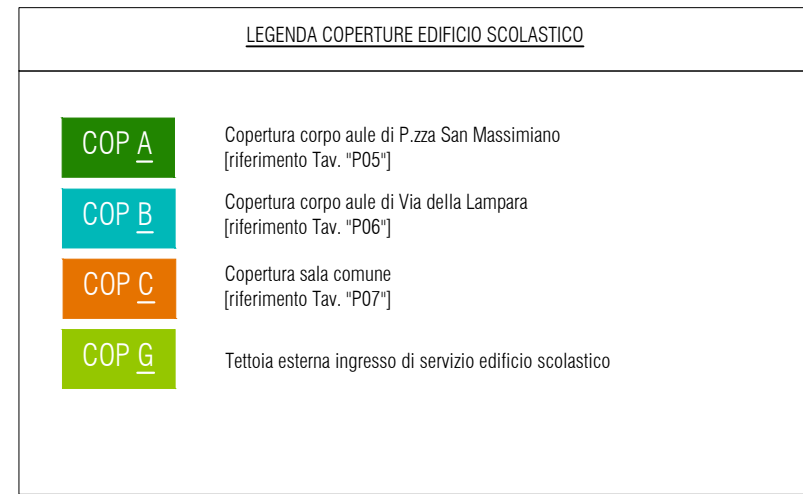 LEGENDA COPERTURE EDIFICIO SCOLASTICO
COP A
Copertura corpo aule di P.zza San Massimiano
[riferimento Tav. "P05"]
COP B
Copertura corpo aule di Via della Lampara
[riferimento Tav. "P06"]
COP C
Copertura sala comune
[riferimento Tav. "P07"]
COP G
Tettoia esterna ingresso di servizio edificio scolastico